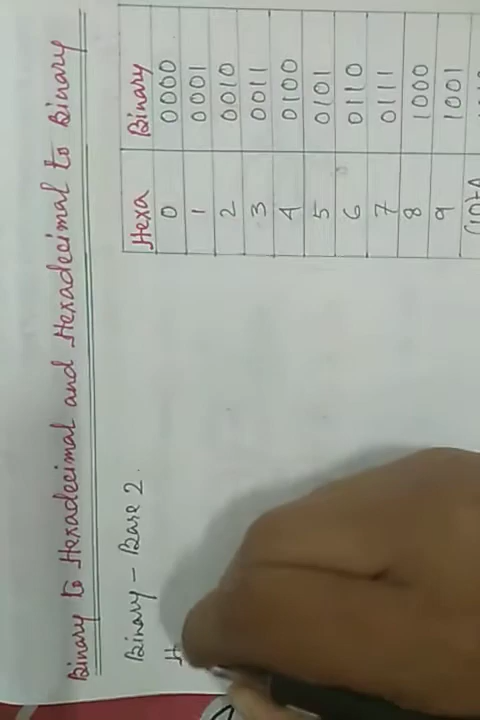 Binary to Hexadecimal and Hexadecimal to Binary
Binary - Base 2.
H
Hexa Binary
0 0000
1 0001
2 0010
3 0011
4 0100
5 0101
6 0110
7 0111
8 1000
9 1001